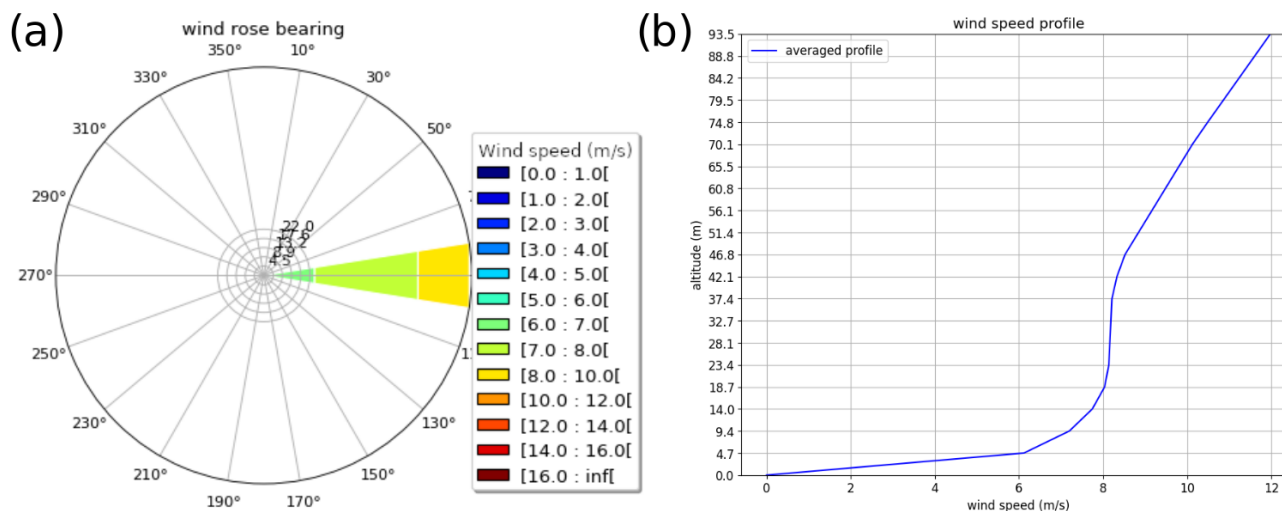 (a)
wind rose bearing
350°
10°
330°
30°
310°
50°
290°
270°
250°
230°
130°
210°
150°
190°
170°
22.0
17.6
13.2
8.9
4.5
Wind speed (m/s)
[0.0 : 1.0[
[1.0 : 2.0[
[2.0 : 3.0[
[3.0 : 4.0[
[4.0 : 5.0[
[5.0 : 6.0[
[6.0 : 7.0[
[7.0 : 8.0[
[8.0 : 10.0[
[10.0 : 12.0[
[12.0 : 14.0[
[14.0 : 16.0[
[16.0 : inf[
(b)
wind speed profile
averaged profile
altitude (m)
93.5
88.8
84.2
79.5
74.8
70.1
65.5
60.8
56.1
51.4
46.8
42.1
37.4
32.7
28.1
23.4
18.7
14.0
9.4
4.7
0.0
0
2
4
6
8
10
12
wind speed (m/s)